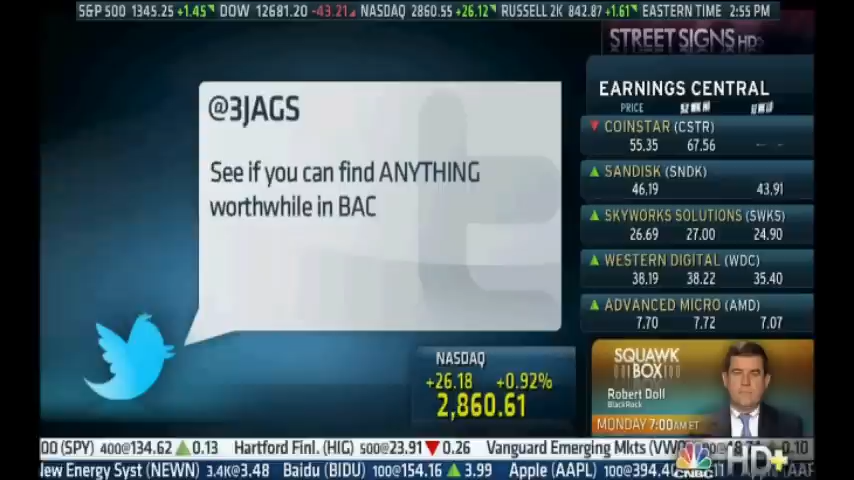 S&P 500 1345.25 +1.45 DOW 12681.20 -43.21 NASDAQ 2860.55 +26.12 RUSSELL 2K 842.87 +1.61 EASTERN TIME 2:55 PM
STREET SIGNS HD
@3JAGS
See if you can find ANYTHING
worthwhile in BAC
EARNINGS CENTRAL
PRICE
COINSTAR (CSTR)
55.35 67.56 -- --
SANDISK (SNDK)
46.19 43.91
SKYWORKS SOLUTIONS (SWKS)
26.69 27.00 24.90
WESTERN DIGITAL (WDC)
38.19 38.22 35.40
ADVANCED MICRO (AMD)
7.70 7.72 7.07
NASDAQ
+26.18 +0.92%
2,860.61
SQUAWK
BOX
Robert Doll
BlackRock
MONDAY 7:00AM ET
00 (SPY) 400@134.62 0.13 Hartford Finl. (HIG) 500@23.91 0.26 Vanguard Emerging Mkts 0.10
New Energy Syst (NEWN) 3.4K@3.48 Baidu (BIDU) 100@154.16 3.99 Apple (AAPL) 100@394.4
CNBC HD+